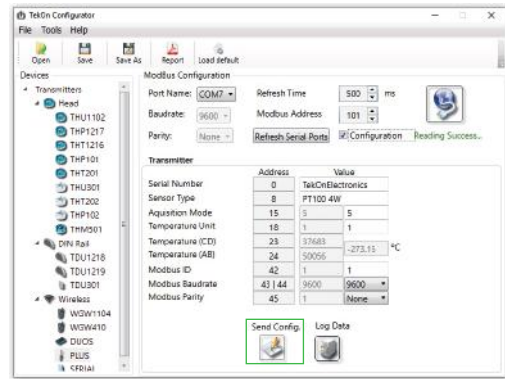 TekOn Configurator
File Tools Help
Open Save Save As Report Load default
Devices
Transmitters
Head
THU1102
THP1217
THT1216
THP101
THT201
THU301
THT202
THP102
THM501
DIN Rail
TDU1218
TDU1219
TDU301
Wireless
WGW1104
WGW410
DUOS
PLUS
SERIAL
ModBus Configuration
Port Name: COM7 Refresh Time 500 ms
Baudrate: 9600 Modbus Address 101
Parity: None Refresh Serial Ports Configuration Reading Success..
Transmitter
Address Value
Serial Number 0 TekOnElectronics
Sensor Type 8 PT100 4W
Aquisition Mode 15 5 5
Temperature Unit 18 1 1
Temperature (CD) 23 37683
-273.15 °C
Temperature (AB) 24 50056
Modbus ID 42 1
Modbus Baudrate 43 | 44 9600 9600
Modbus Parity 45 1 None
Send Config. Log Data